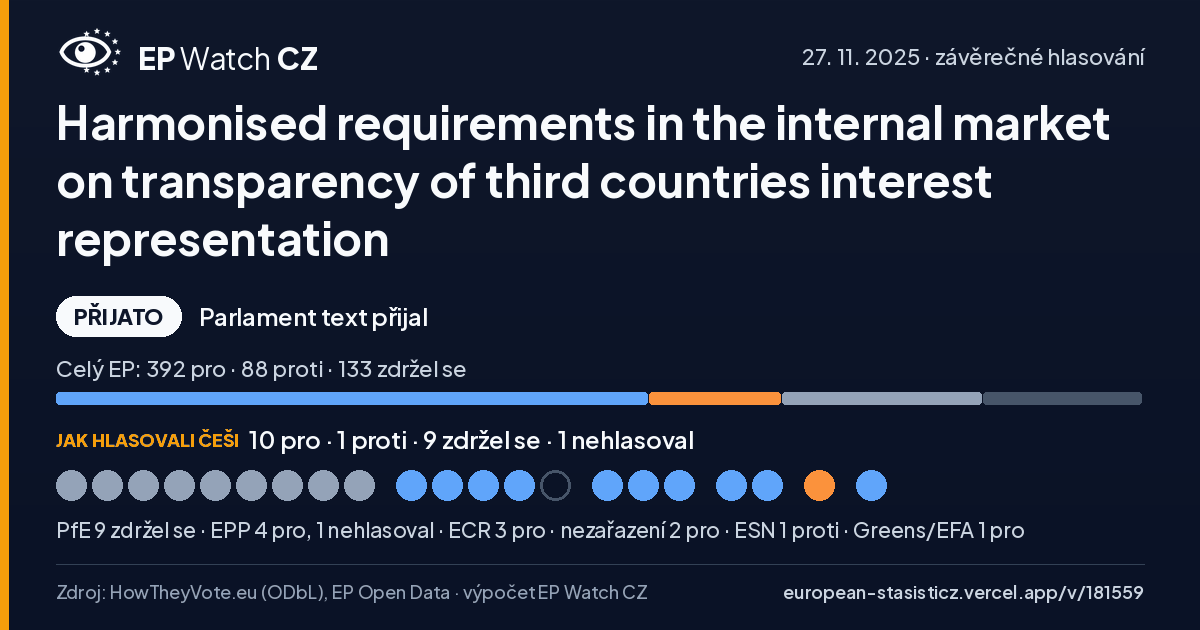 EP Watch CZ
27. 11. 2025 · závěrečné hlasování
Harmonised requirements in the internal market
on transparency of third countries interest
representation
PŘIJATO Parlament text přijal
Celý EP: 392 pro · 88 proti · 133 zdržel se
JAK HLASOVALI ČEŠI 10 pro · 1 proti · 9 zdržel se · 1 nehlasoval
PfE 9 zdržel se · EPP 4 pro, 1 nehlasoval · ECR 3 pro · nezařazení 2 pro · ESN 1 proti · Greens/EFA 1 pro
Zdroj: HowTheyVote.eu (ODbL), EP Open Data · výpočet EP Watch CZ
european-stasisticz.vercel.app/v/181559